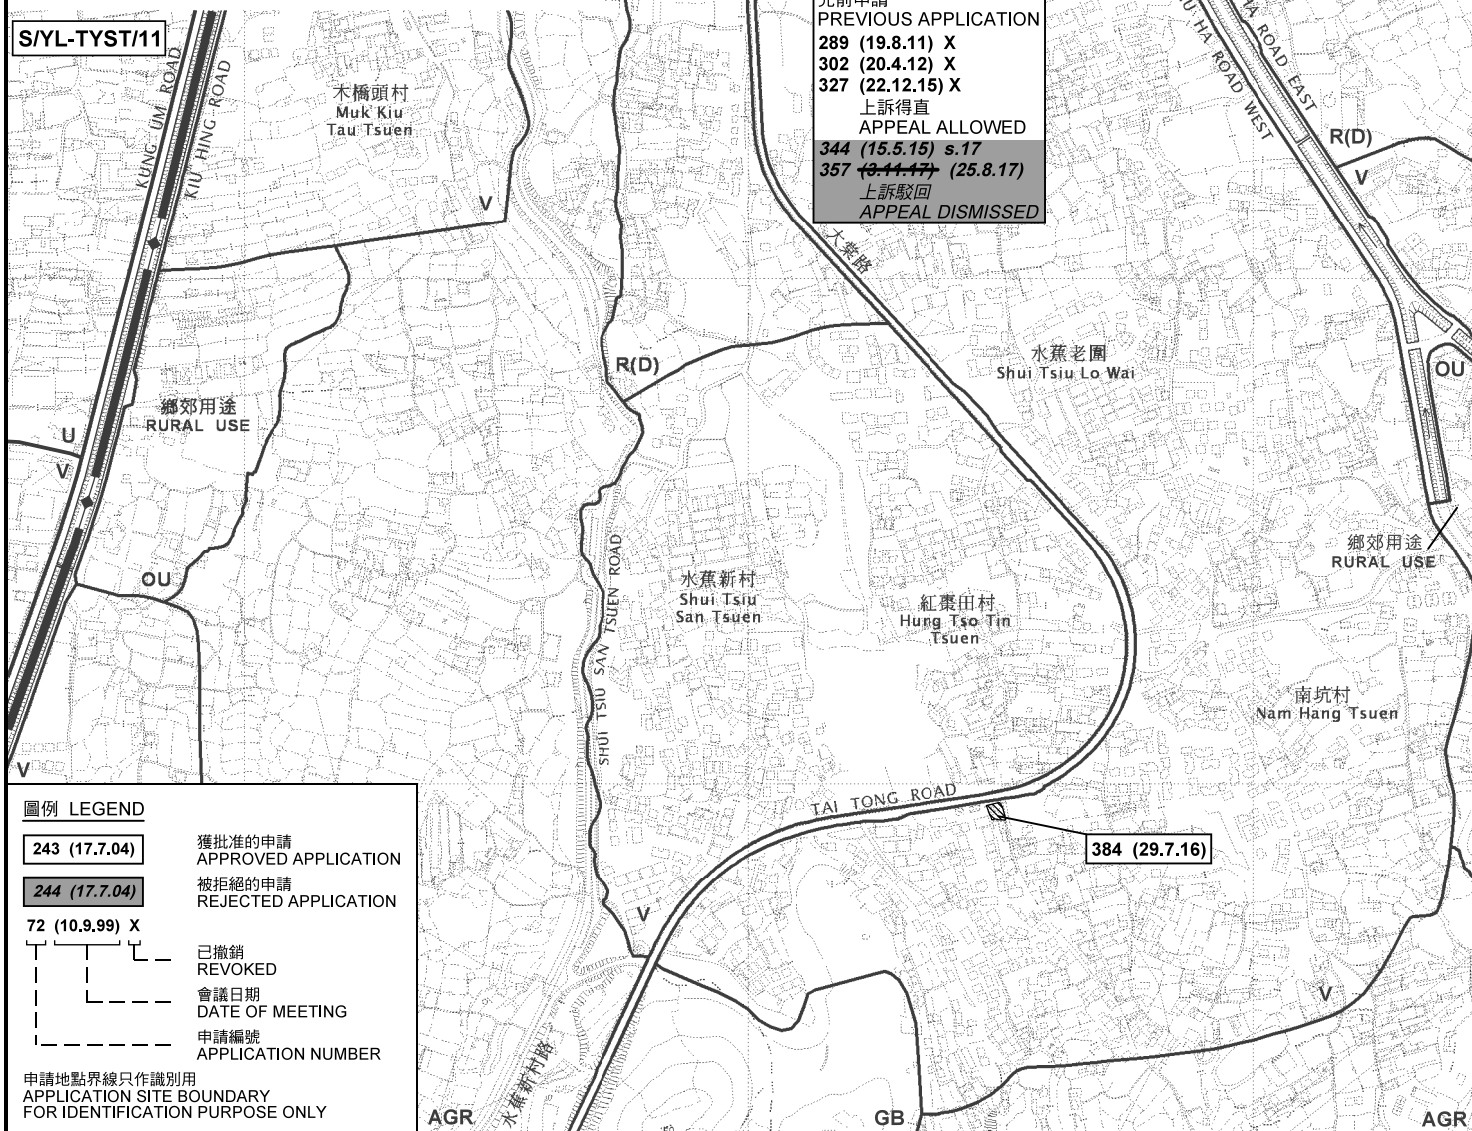 S/YL-TYST/11
先前申請
PREVIOUS APPLICATION
289 (19.8.11) X
302 (20.4.12) X
327 (22.12.15) X
上訴得直
APPEAL ALLOWED
344 (15.5.15) s.17
357 (3.11.17) (25.8.17)
上訴駁回
APPEAL DISMISSED
KUNG UM ROAD
KIU HING ROAD
木橋頭村
Muk Kiu
Tau Tsuen
V
HA ROAD EAST
HA ROAD WEST
R(D)
V
大棠路
R(D)
水蕉老圍
Shui Tsiu Lo Wai
OU
鄉郊用途
RURAL USE
U
V
OU
SHUI TSIU SAN TSUEN ROAD
水蕉新村
Shui Tsiu
San Tsuen
紅棗田村
Hung Tso Tin
Tsuen
鄉郊用途
RURAL USE
南坑村
Nam Hang Tsuen
V
TAI TONG ROAD
384 (29.7.16)
V
V
水蕉新村路
AGR
GB
AGR
圖例 LEGEND
243 (17.7.04)
獲批准的申請
APPROVED APPLICATION
244 (17.7.04)
被拒絕的申請
REJECTED APPLICATION
72 (10.9.99) X
已撤銷
REVOKED
會議日期
DATE OF MEETING
申請編號
APPLICATION NUMBER
申請地點界線只作識別用
APPLICATION SITE BOUNDARY
FOR IDENTIFICATION PURPOSE ONLY